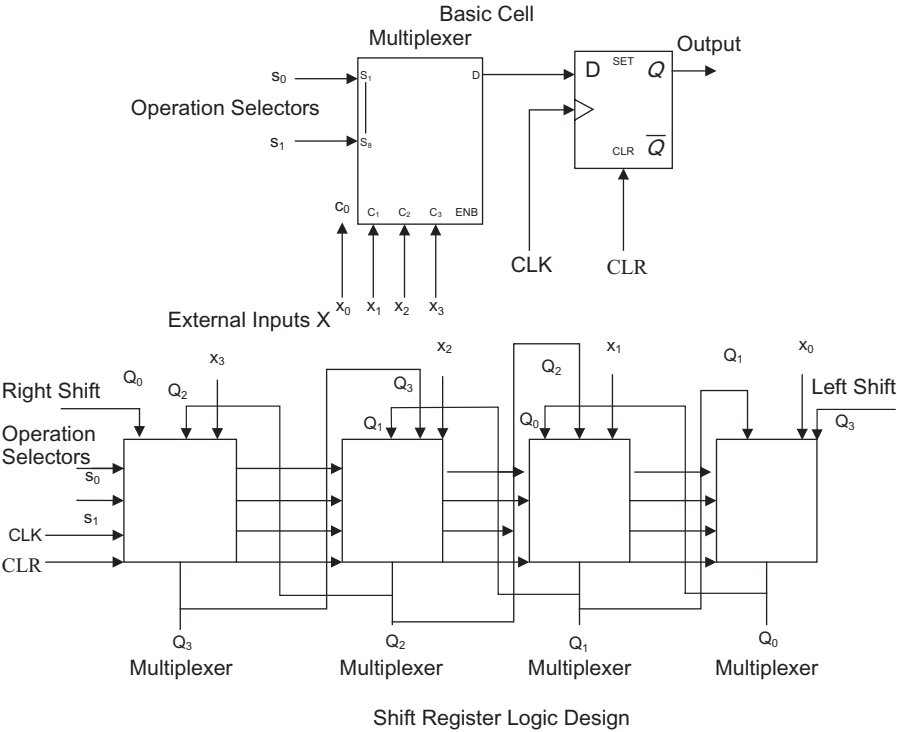 Basic Cell
Multiplexer
Output
s₀
S₁
D
D
SET
Q
Operation Selectors
s₁
S₈
CLR
Q̅
c₀
C₁
C₂
C₃
ENB
CLK
CLR
x₀
x₁
x₂
x₃
External Inputs X
Right Shift
Q₀
Q₂
x₃
Q₃
x₂
Q₁
Q₂
x₁
Q₀
Q₁
x₀
Left Shift
Q₃
Operation
Selectors
s₀
s₁
CLK
CLR
Q₃
Q₂
Q₁
Q₀
Multiplexer
Multiplexer
Multiplexer
Multiplexer
Shift Register Logic Design